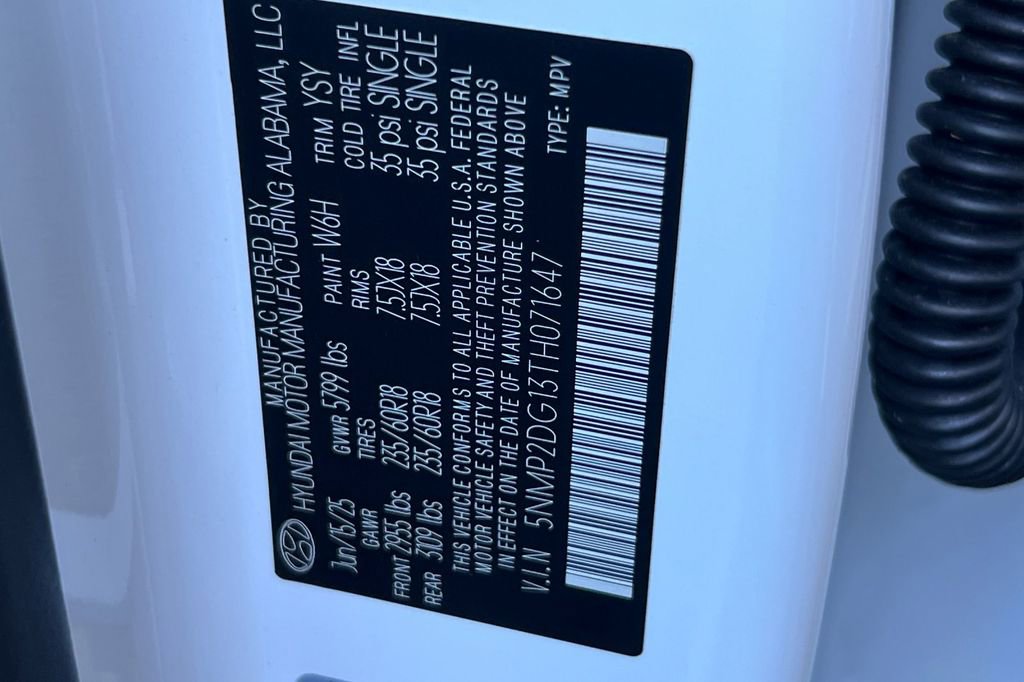 MANUFACTURED BY
HYUNDAI MOTOR MANUFACTURING ALABAMA, LLC
Jun/15/25 GVWR 5799 lbs PAINT W6H TRIM YSY
GAWR TIRES RIMS COLD TIRE INFL
FRONT 2955 lbs 235/60R18 7.5JX18 35 psi SINGLE
REAR 3109 lbs 235/60R18 7.5JX18 35 psi SINGLE
THIS VEHICLE CONFORMS TO ALL APPLICABLE U.S.A. FEDERAL
MOTOR VEHICLE SAFETY AND THEFT PREVENTION STANDARDS
IN EFFECT ON THE DATE OF MANUFACTURE SHOWN ABOVE
V.I.N 5NMP2DG13TH071647 TYPE: MPV